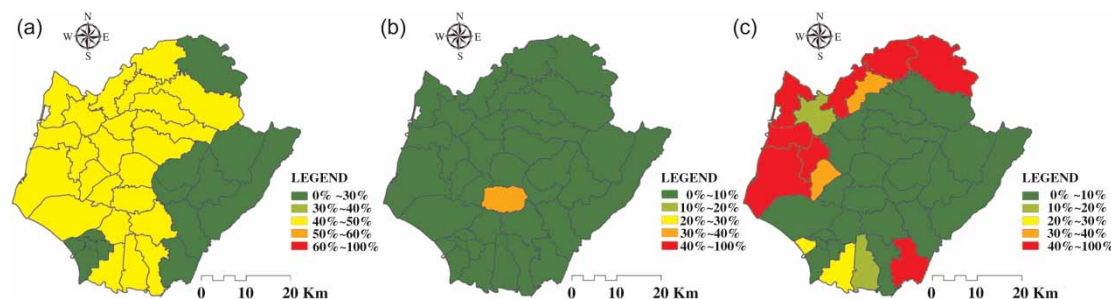 (a)
N
W E
S
LEGEND
0% ~30%
30%~40%
40%~50%
50%~60%
60%~100%
0 10 20 Km
(b)
N
W E
S
LEGEND
0%~10%
10%~20%
20%~30%
30%~40%
40%~100%
0 10 20 Km
(c)
N
W E
S
LEGEND
0% ~10%
10%~20%
20%~30%
30%~40%
40%~100%
0 10 20 Km